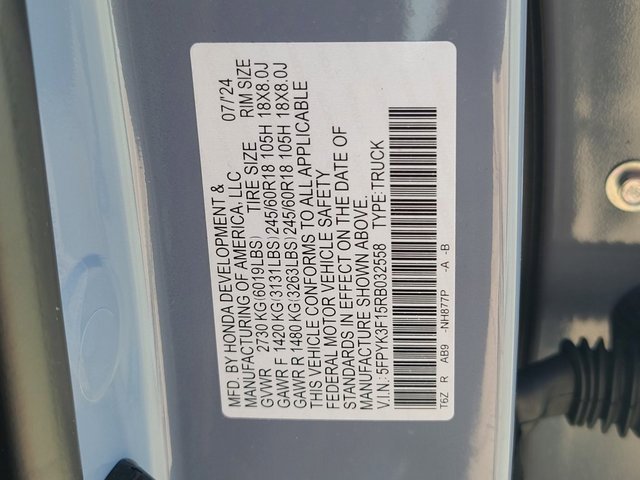 MFD. BY HONDA DEVELOPMENT &
MANUFACTURING OF AMERICA, LLC 07/'24
GVWR 2730 KG(6019LBS) TIRE SIZE RIM SIZE
GAWR F 1420 KG(3131LBS)245/60R18 105H 18X8.0J
GAWR R 1480 KG(3263LBS)245/60R18 105H 18X8.0J
THIS VEHICLE CONFORMS TO ALL APPLICABLE
FEDERAL MOTOR VEHICLE SAFETY
STANDARDS IN EFFECT ON THE DATE OF
MANUFACTURE SHOWN ABOVE.
V.I.N.: 5FPYK3F15RB032558 TYPE:TRUCK
T6Z R AB9 -NH877P -A -B